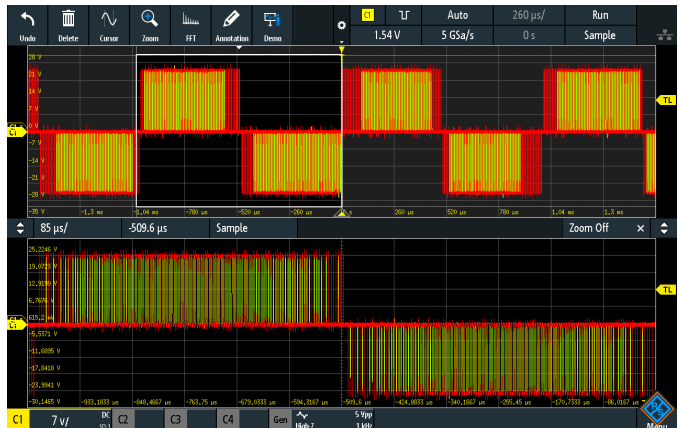 C1 Auto 260 µs/ Run
Undo Delete Cursor Zoom FFT Annotation Demo
1.54 V 5 GSa/s 0 s Sample
28 V
21 V
14 V
7 V
0 V
C1
TL
-7 V
-14 V
-21 V
-28 V
-35 V -1,3 ms -1,04 ms -780 µs -520 µs -260 µs 260 µs 520 µs 780 µs 1,04 ms 1,3 ms
85 µs/ -509.6 µs Sample Zoom Off ×
25,2246 V
19,0723 V
12,9199 V
6,7676 V
TL
615,2 mV
C1
-5,5371 V
-11,6895 V
-17,8418 V
-23,9941 V
-30,1465 V -933,1833 µs -848,4667 µs -763,75 µs -679,0333 µs -594,3167 µs -509,6 µs -424,8833 µs -340,1667 µs -255,45 µs -170,7333 µs -86,0167 µs
C1 7 V/ DC C2 C3 C4 Gen 5 Vpp
10:1 High-Z 1 kHz Menu